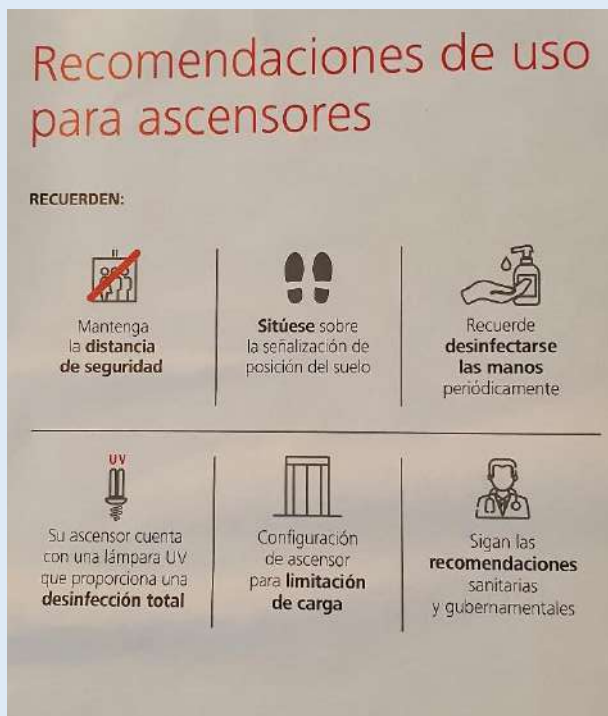 Recomendaciones de uso
para ascensores
RECUERDEN:
Mantenga
la distancia
de seguridad
Sitúese sobre
la señalización de
posición del suelo
Recuerde
desinfectarse
las manos
periódicamente
UV
Su ascensor cuenta
con una lámpara UV
que proporciona una
desinfección total
Configuración
de ascensor
para limitación
de carga
Sigan las
recomendaciones
sanitarias
y gubernamentales